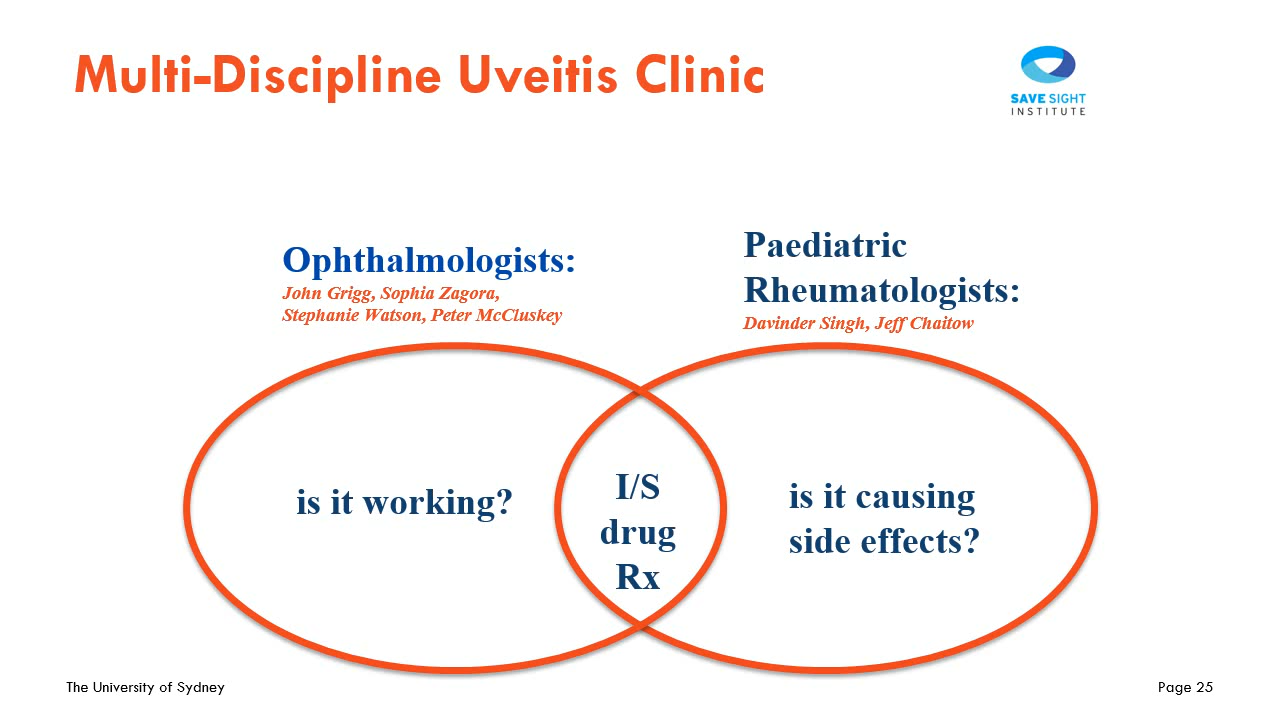 Multi-Discipline Uveitis Clinic
SAVE SIGHT
INSTITUTE
Ophthalmologists:
John Grigg, Sophia Zagora,
Stephanie Watson, Peter McCluskey
Paediatric
Rheumatologists:
Davinder Singh, Jeff Chaitow
is it working?
I/S
drug
Rx
is it causing
side effects?
The University of Sydney
Page 25